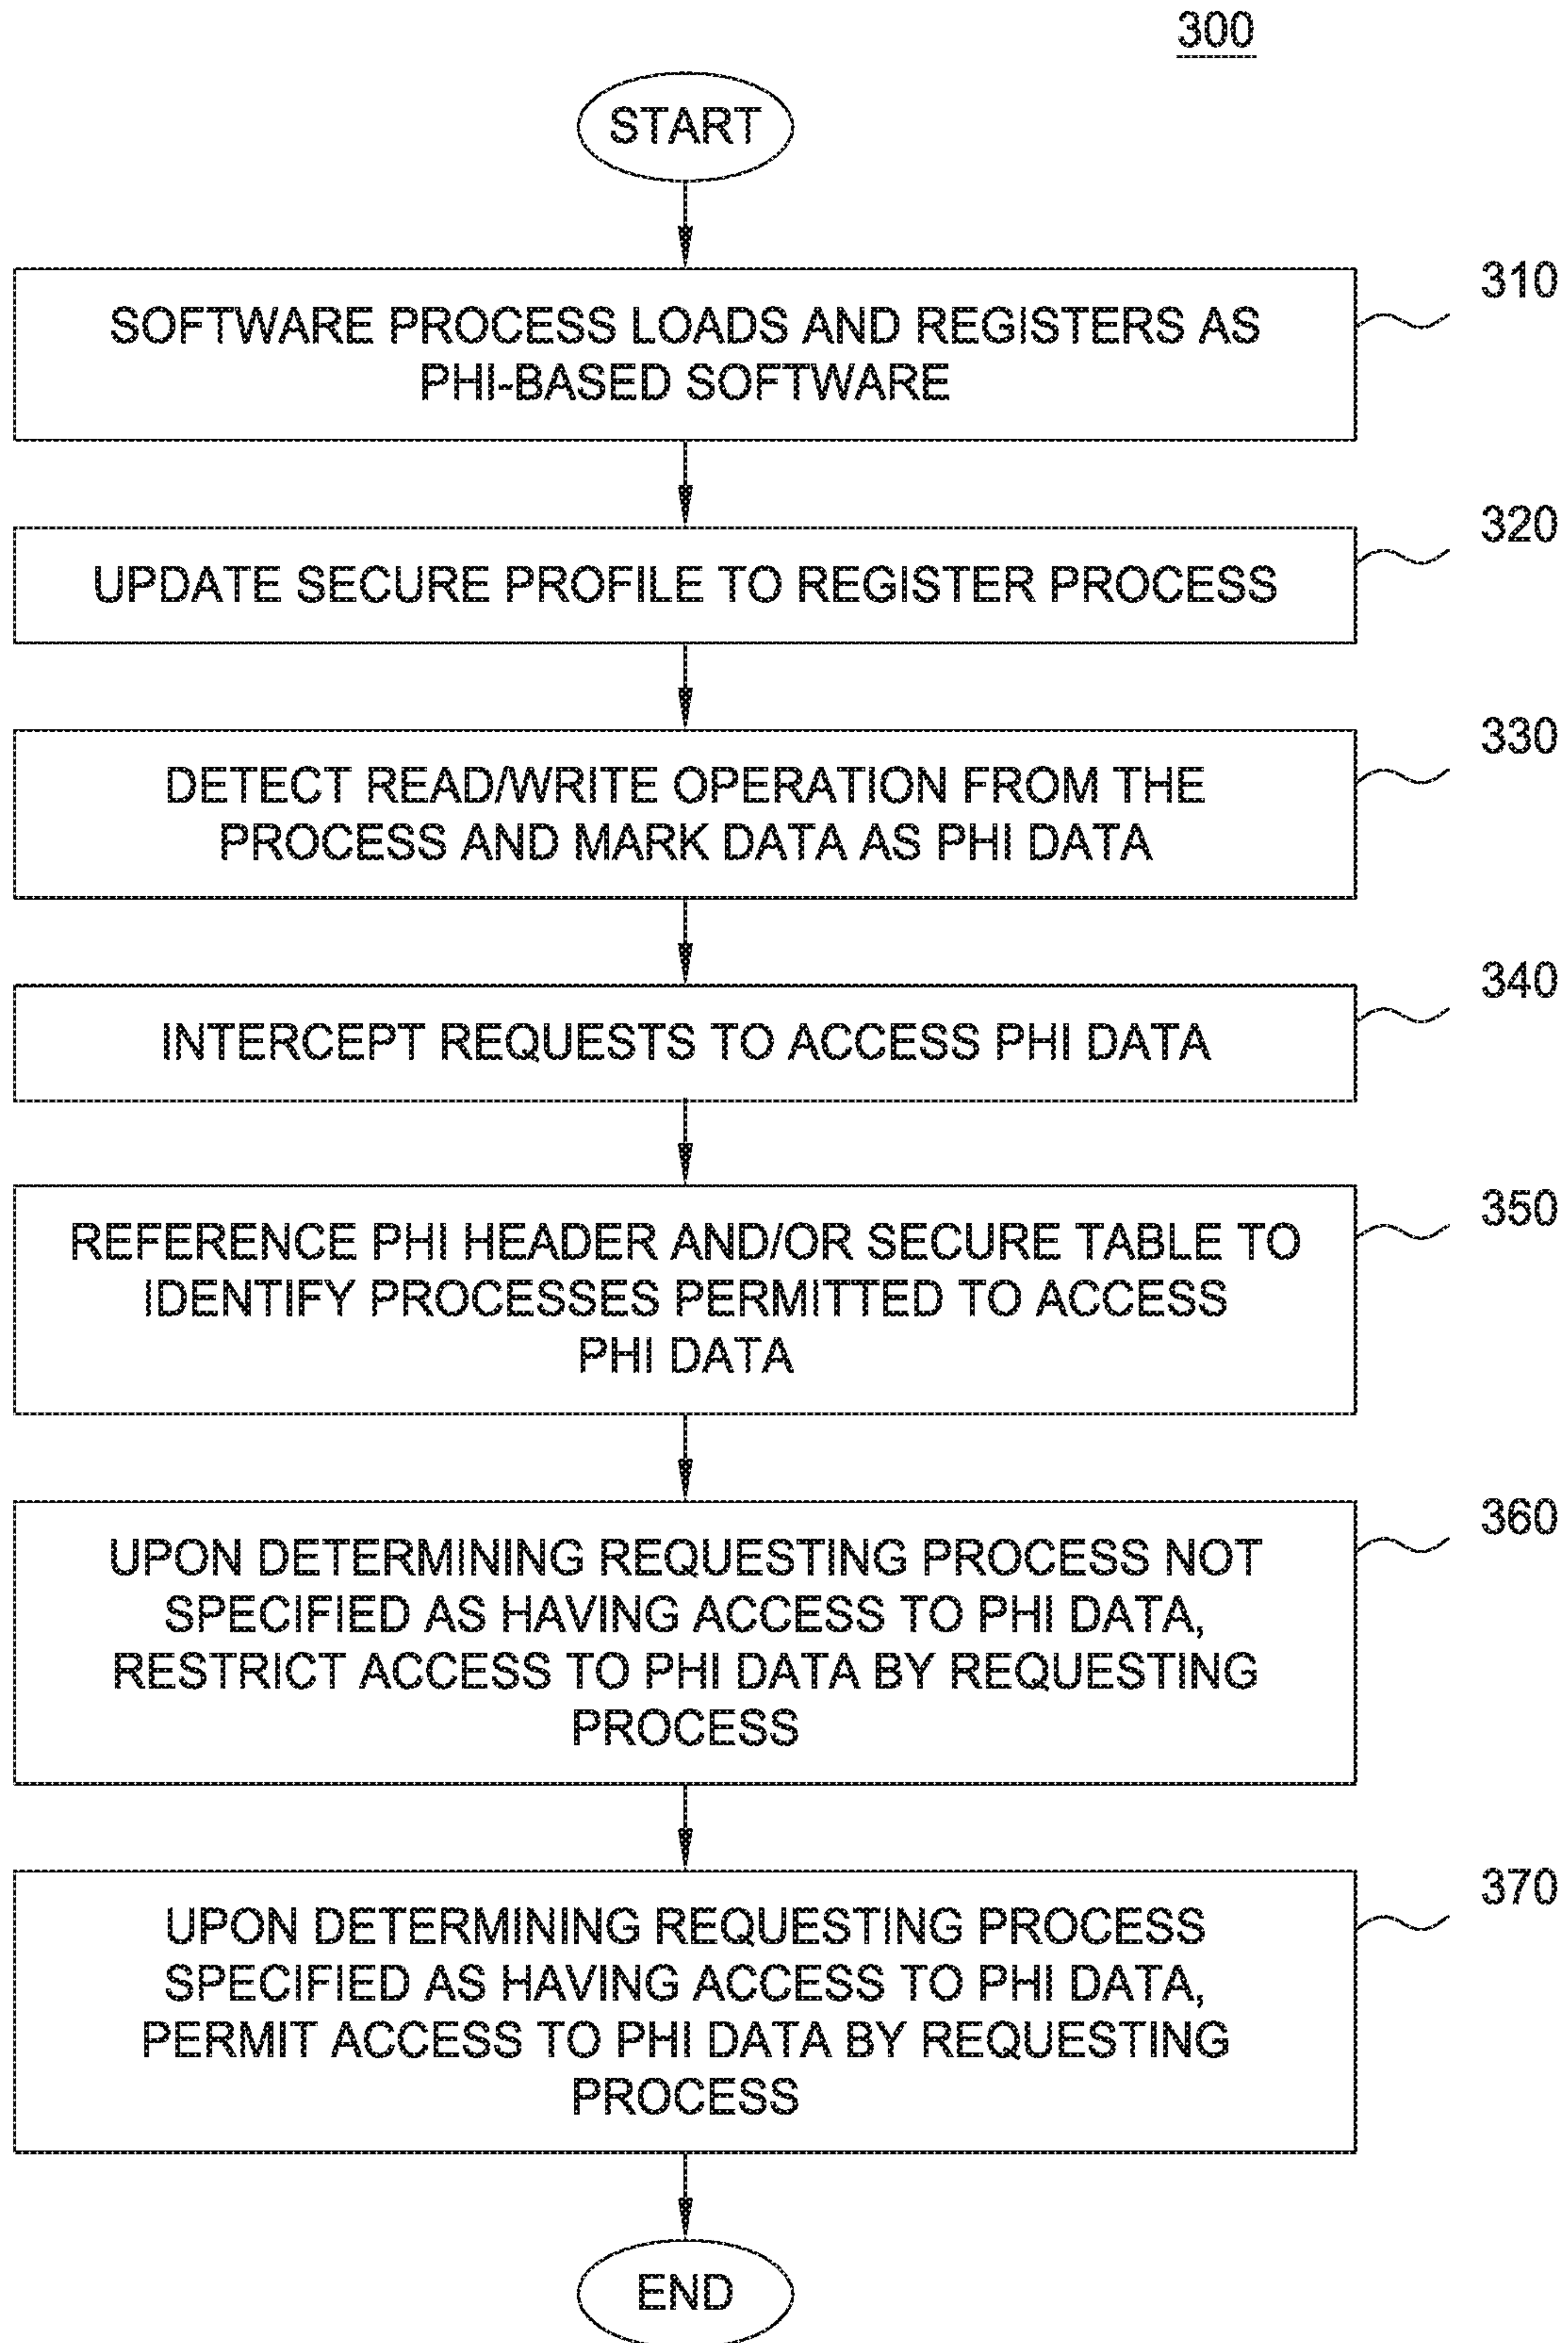 300
START
SOFTWARE PROCESS LOADS AND REGISTERS AS
PHI-BASED SOFTWARE
310
UPDATE SECURE PROFILE TO REGISTER PROCESS
320
DETECT READ/WRITE OPERATION FROM THE
PROCESS AND MARK DATA AS PHI DATA
330
INTERCEPT REQUESTS TO ACCESS PHI DATA
340
REFERENCE PHI HEADER AND/OR SECURE TABLE TO
IDENTIFY PROCESSES PERMITTED TO ACCESS
PHI DATA
350
UPON DETERMINING REQUESTING PROCESS NOT
SPECIFIED AS HAVING ACCESS TO PHI DATA,
RESTRICT ACCESS TO PHI DATA BY REQUESTING
PROCESS
360
UPON DETERMINING REQUESTING PROCESS
SPECIFIED AS HAVING ACCESS TO PHI DATA,
PERMIT ACCESS TO PHI DATA BY REQUESTING
PROCESS
370
END